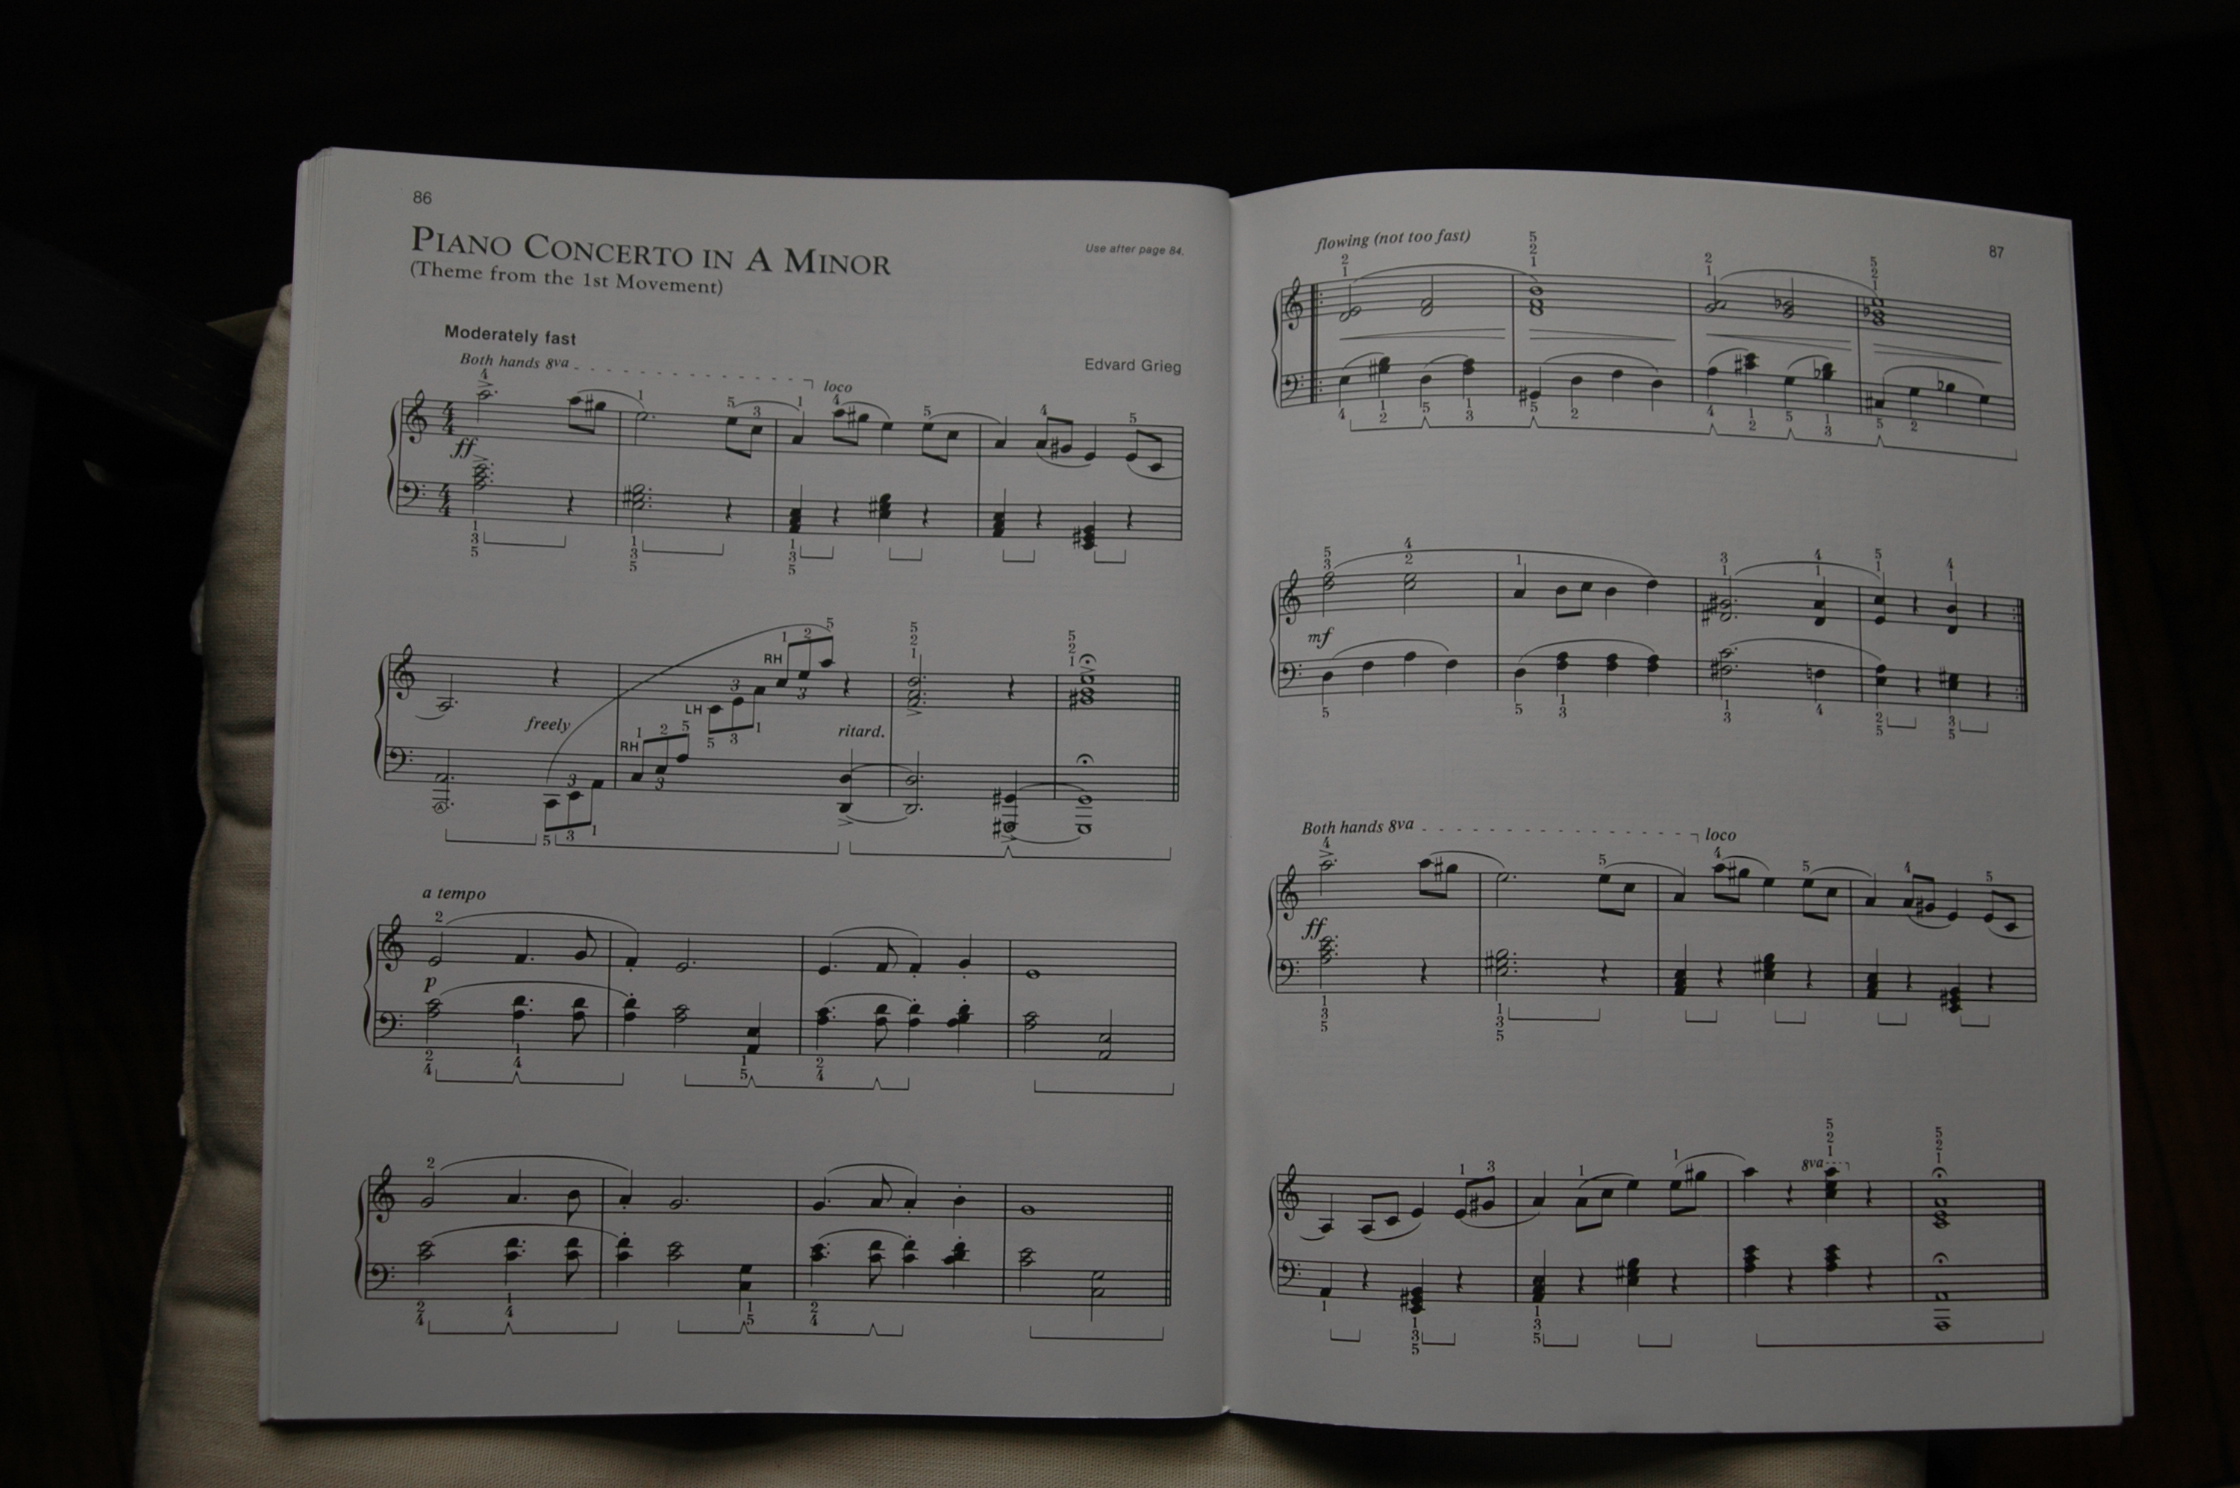 86
PIANO CONCERTO IN A MINOR
(Theme from the 1st Movement)
Use after page 84.
Moderately fast
Both hands 8va
loco
Edvard Grieg
ff
freely
RH
LH
RH
ritard.
a tempo
p
87
flowing (not too fast)
mf
Both hands 8va
loco
ff
8va